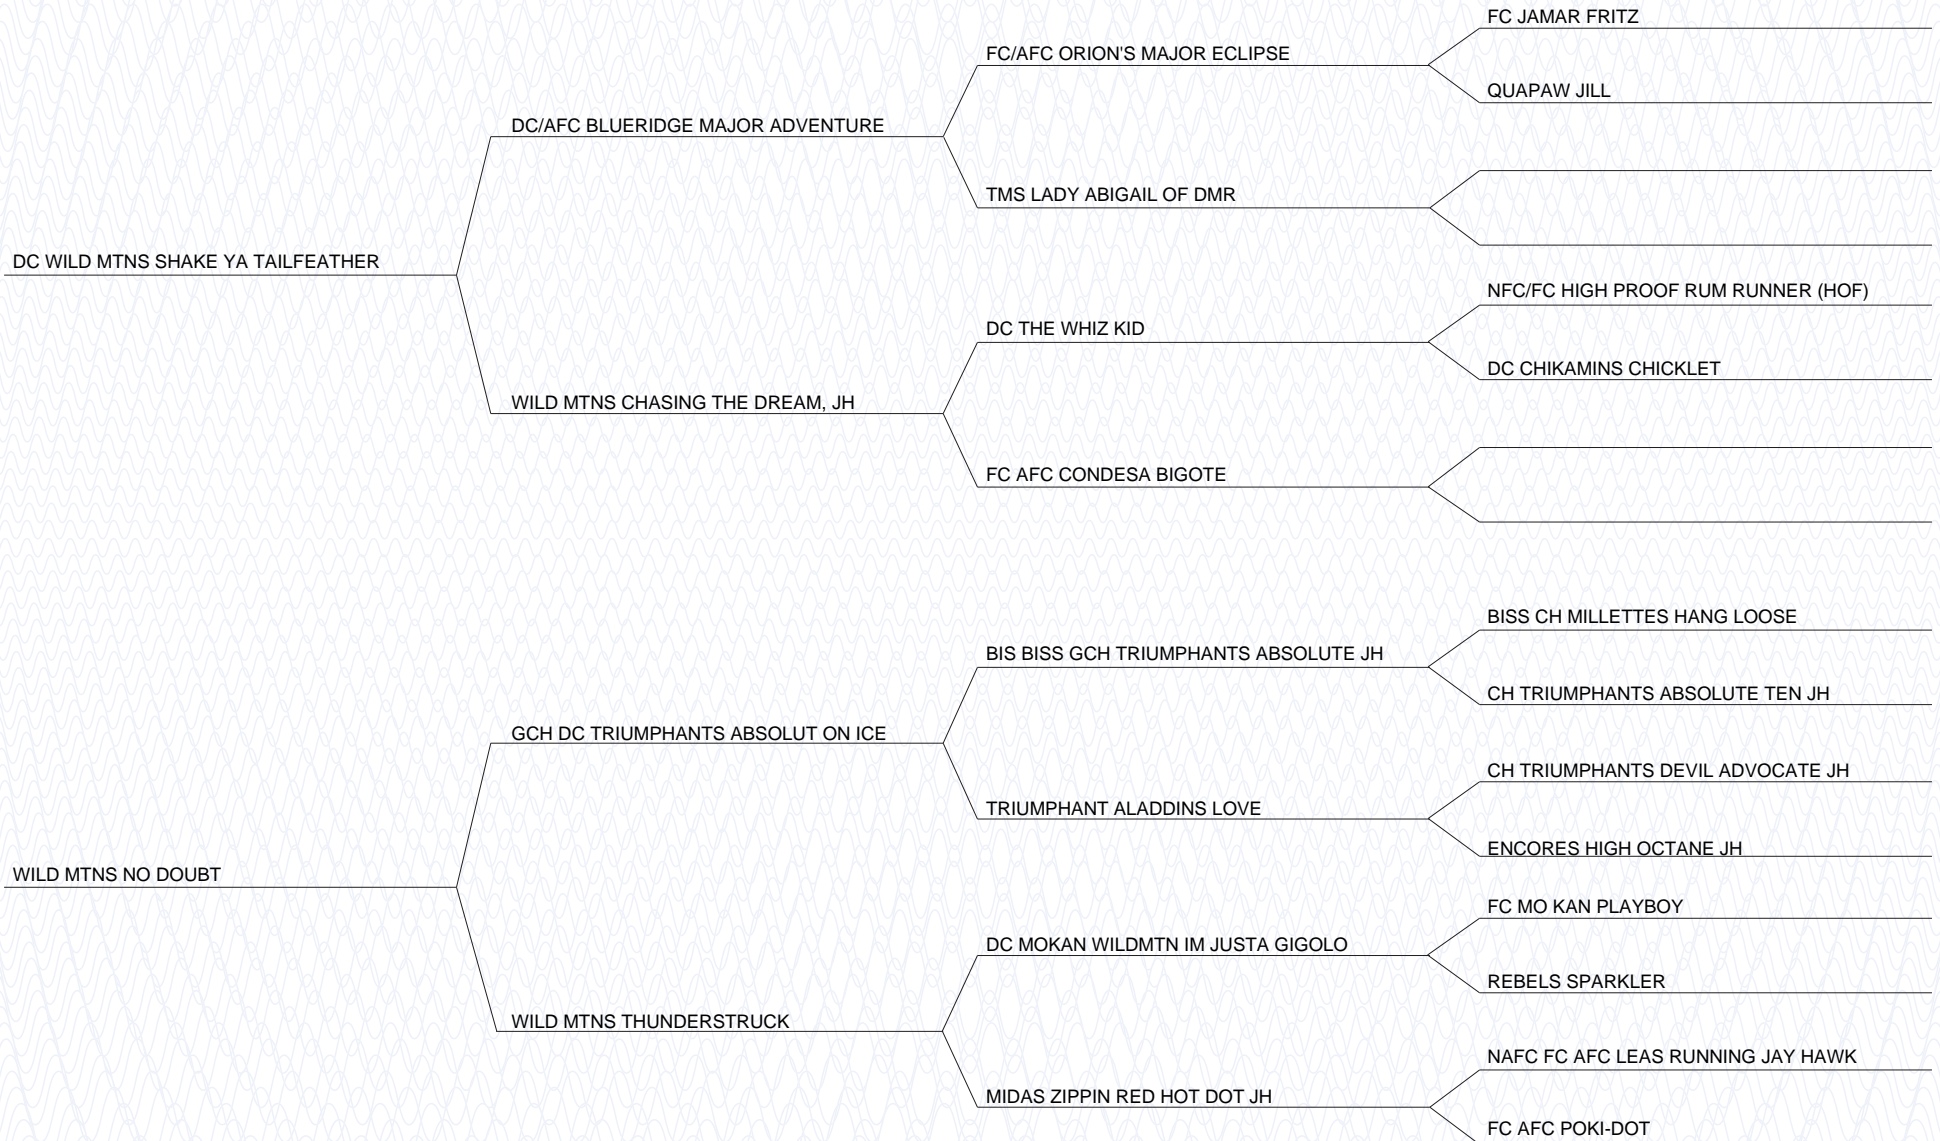 FC JAMAR FRITZ
FC/AFC ORION'S MAJOR ECLIPSE
QUAPAW JILL
DC/AFC BLUERIDGE MAJOR ADVENTURE
TMS LADY ABIGAIL OF DMR
DC WILD MTNS SHAKE YA TAILFEATHER
NFC/FC HIGH PROOF RUM RUNNER (HOF)
DC THE WHIZ KID
DC CHIKAMINS CHICKLET
WILD MTNS CHASING THE DREAM, JH
FC AFC CONDESA BIGOTE
BISS CH MILLETTES HANG LOOSE
BIS BISS GCH TRIUMPHANTS ABSOLUTE JH
CH TRIUMPHANTS ABSOLUTE TEN JH
GCH DC TRIUMPHANTS ABSOLUT ON ICE
CH TRIUMPHANTS DEVIL ADVOCATE JH
TRIUMPHANT ALADDINS LOVE
ENCORES HIGH OCTANE JH
WILD MTNS NO DOUBT
FC MO KAN PLAYBOY
DC MOKAN WILDMTN IM JUSTA GIGOLO
REBELS SPARKLER
WILD MTNS THUNDERSTRUCK
NAFC FC AFC LEAS RUNNING JAY HAWK
MIDAS ZIPPIN RED HOT DOT JH
FC AFC POKI-DOT